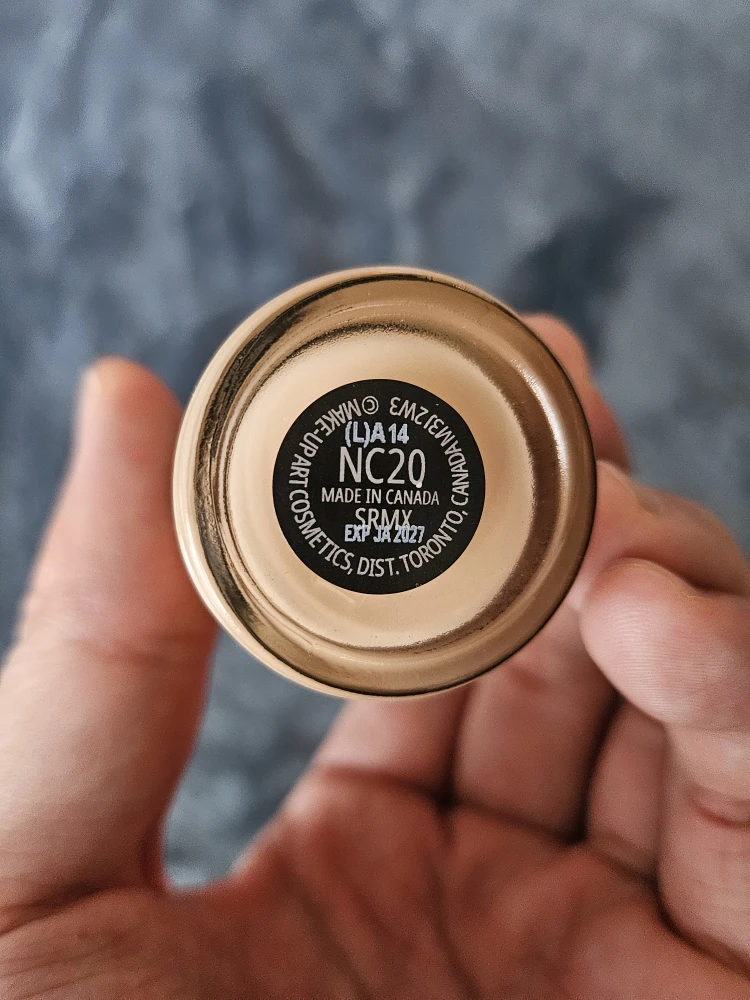 (L)A 14
NC20
MADE IN CANADA
SRMX
EXP JA 2027
© MAKE-UP ART COSMETICS, DIST. TORONTO, CANADA M3J 2W3